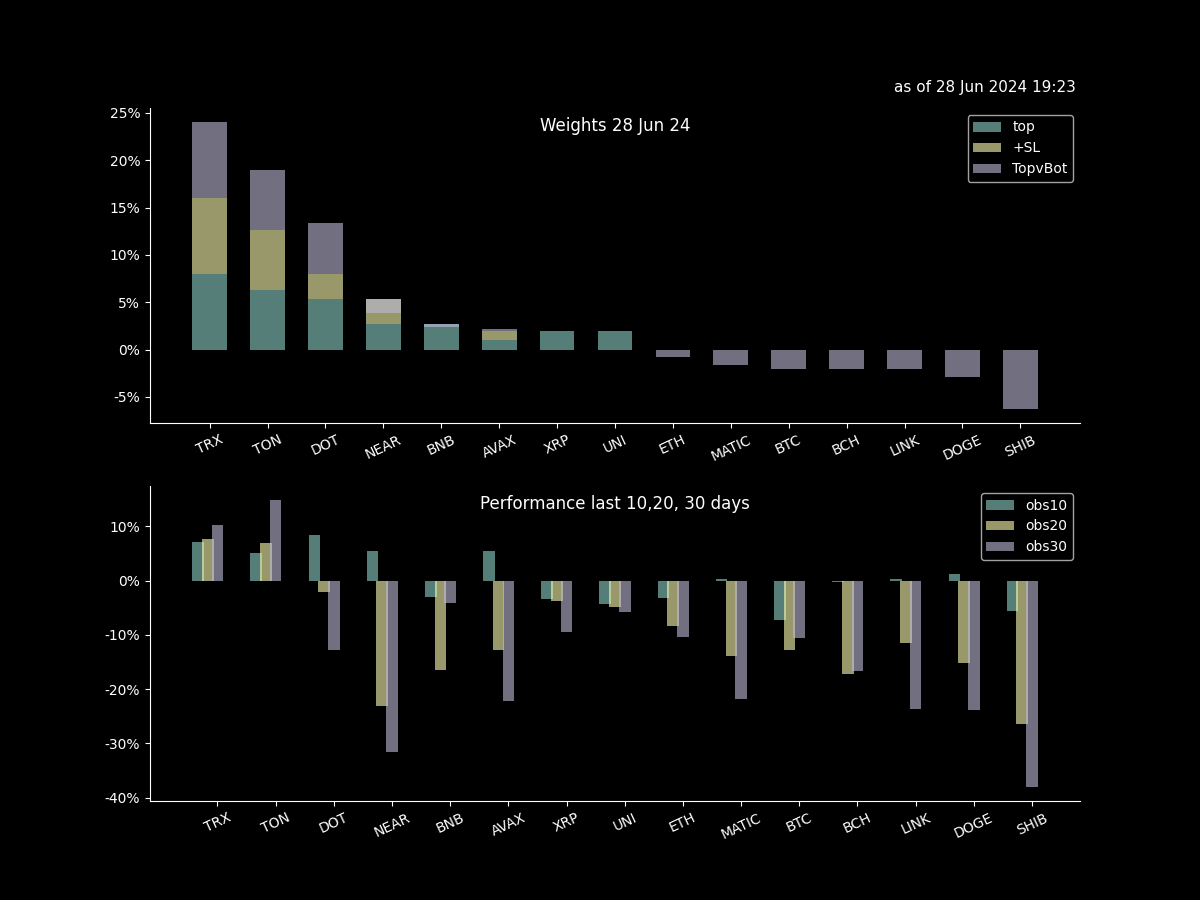 as of 28 Jun 2024 19:23
Weights 28 Jun 24
top
+SL
TopvBot
25%
20%
15%
10%
5%
0%
-5%
TRX TON DOT NEAR BNB AVAX XRP UNI ETH MATIC BTC BCH LINK DOGE SHIB
Performance last 10,20, 30 days
obs10
obs20
obs30
10%
0%
-10%
-20%
-30%
-40%
TRX TON DOT NEAR BNB AVAX XRP UNI ETH MATIC BTC BCH LINK DOGE SHIB